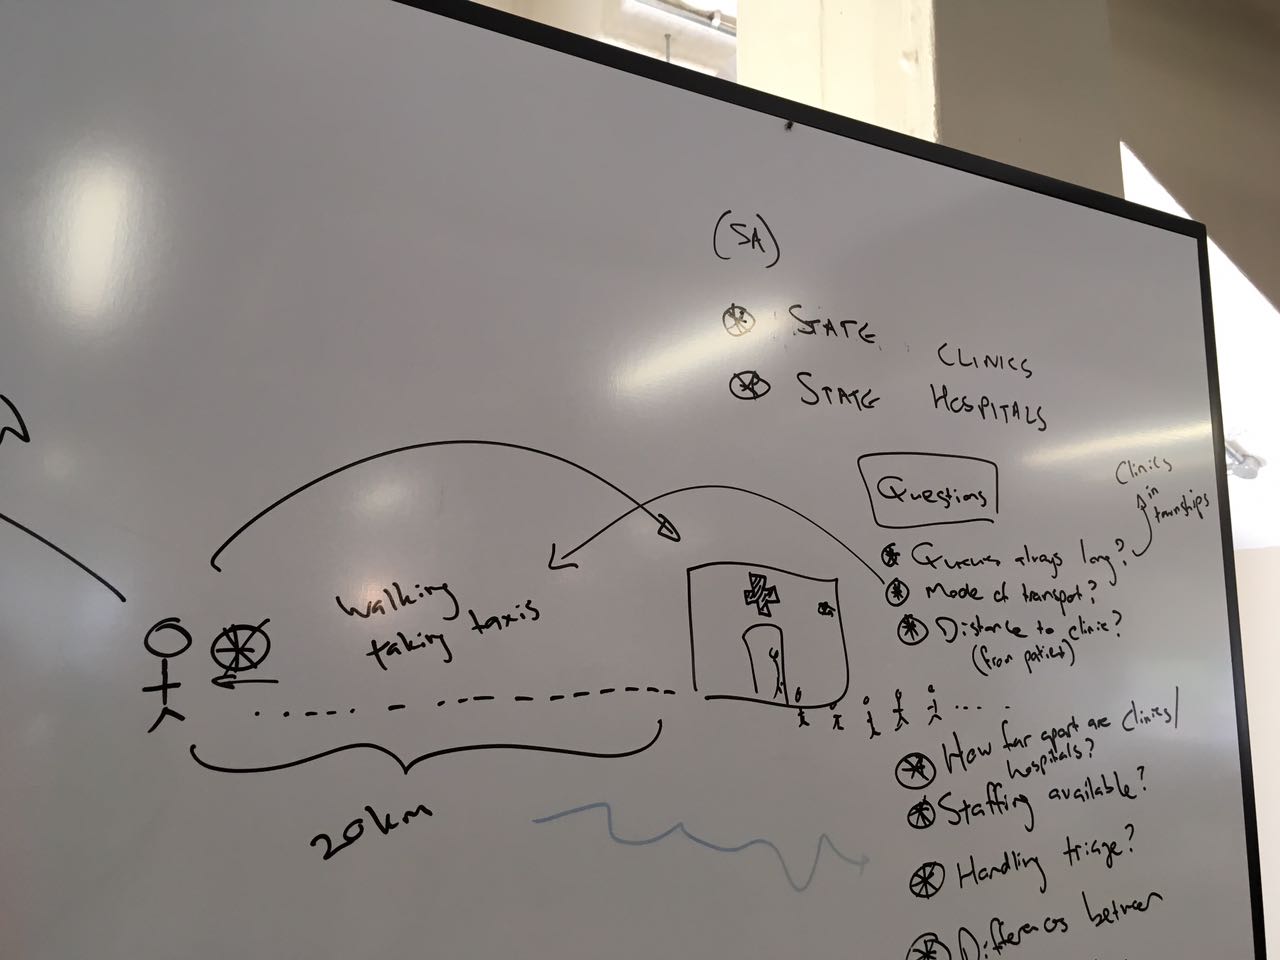 (SA)
STATE CLINICS
STATE HOSPITALS
Questions
Clinics
in
townships
Queues always long?
Mode of transpot?
Distance to clinic?
(from patient)
walking
taking taxis
20km
How far apart are clinics/
hospitals?
Staffing available?
Handling triage?
Differences between